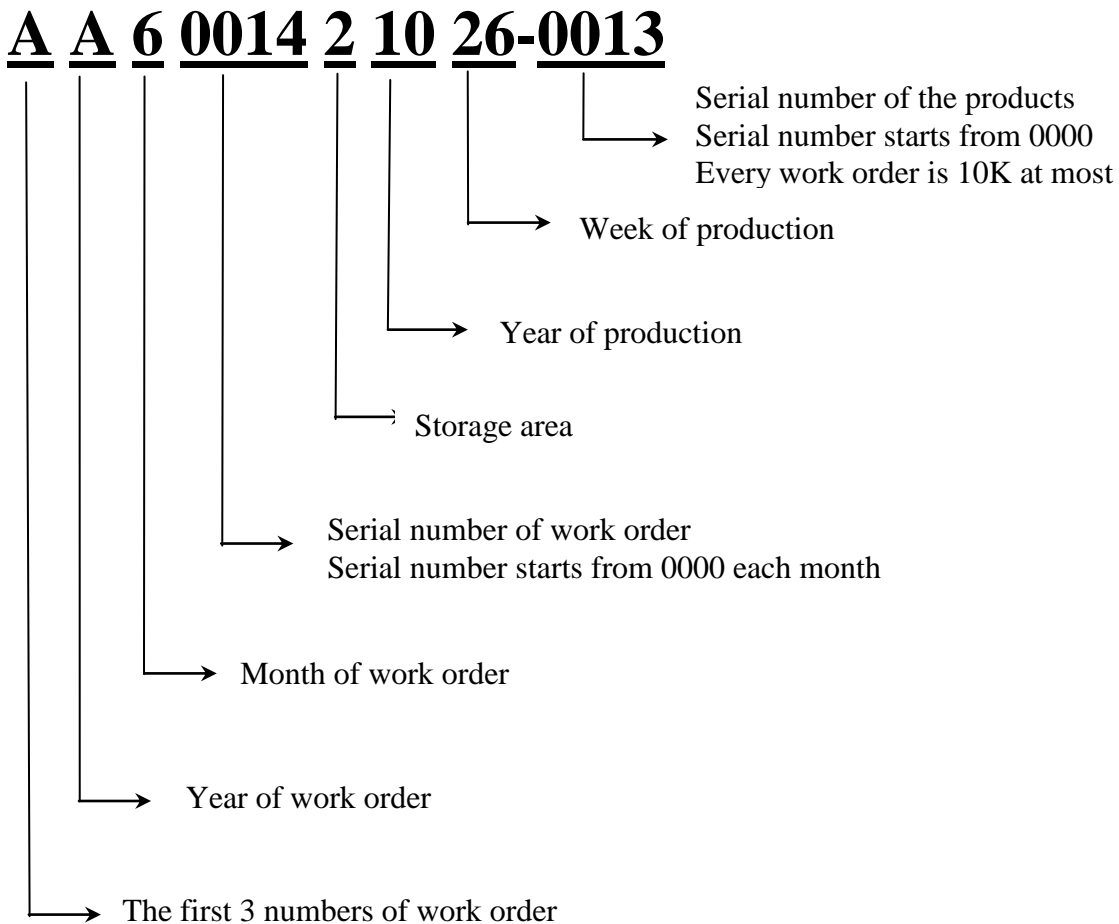 A A 6 0014 2 10 26-0013
Serial number of the products
Serial number starts from 0000
Every work order is 10K at most
Week of production
Year of production
Storage area
Serial number of work order
Serial number starts from 0000 each month
Month of work order
Year of work order
The first 3 numbers of work order